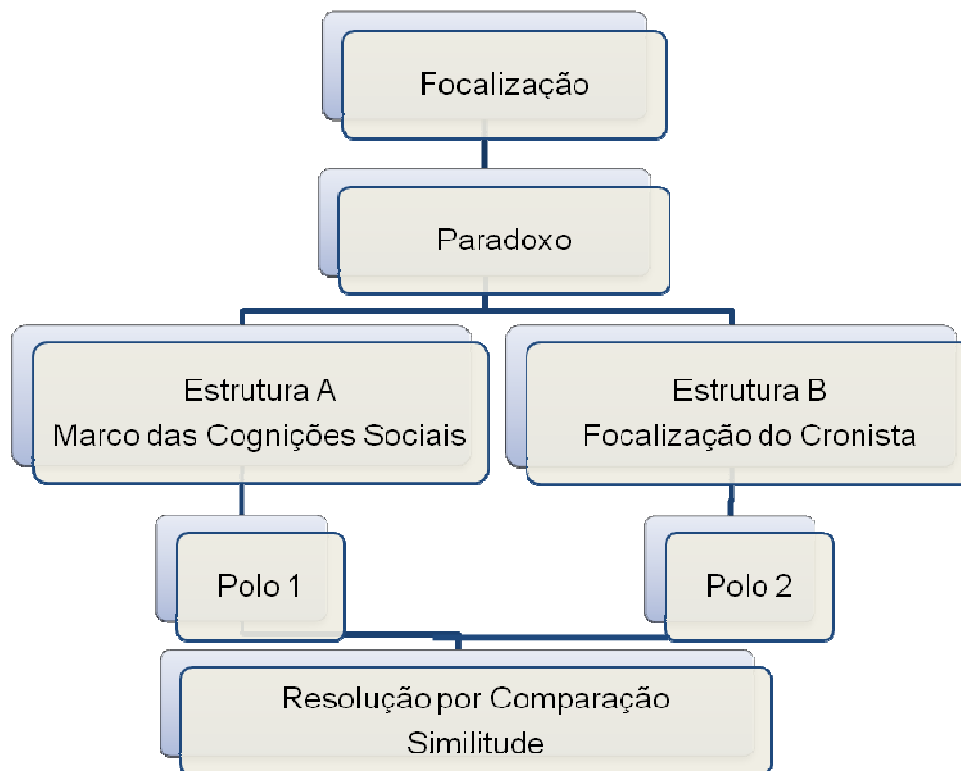 Focalização
Paradoxo
Estrutura A
Marco das Cognições Sociais
Estrutura B
Focalização do Cronista
Polo 1
Polo 2
Resolução por Comparação
Similitude